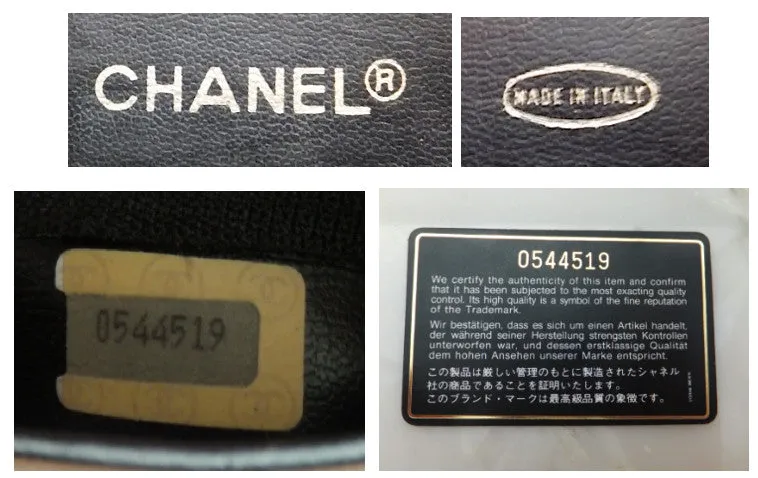 CHANEL®
MADE IN ITALY
0544519
0544519
We certify the authenticity of this item and confirm
that it has been subjected to the most exacting quality
control. Its high quality is a symbol of the fine reputation
of the Trademark.
Wir bestätigen, dass es sich um einen Artikel handelt,
der während seiner Herstellung strengsten Kontrollen
unterworfen war, und dessen erstklassige Qualität
dem hohen Ansehen unserer Marke entspricht.
この製品は厳しい管理のもとに製造されたシャネル
社の商品であることを証明いたします。
このブランド・マークは最高級品質の象徴です。